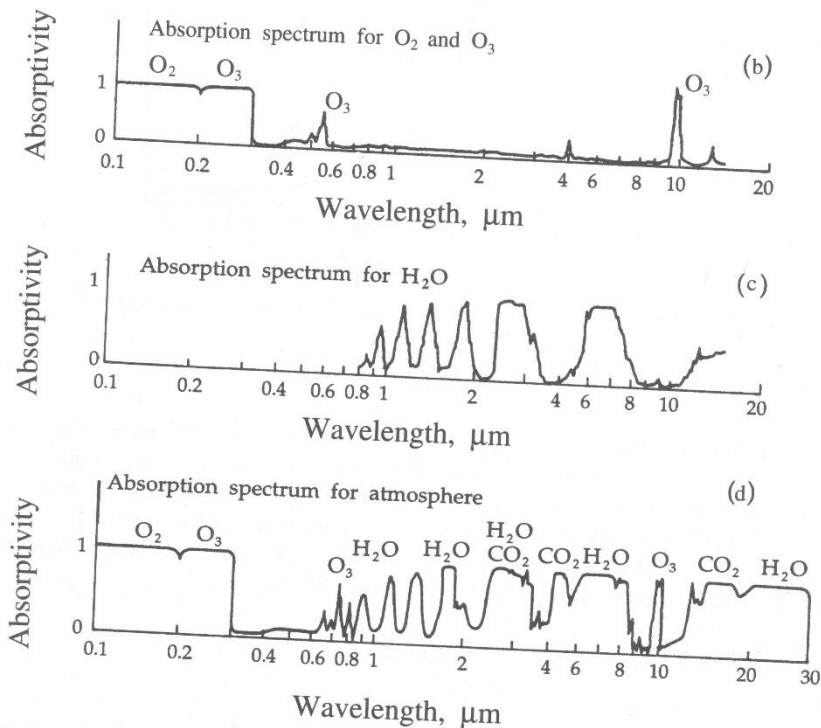 Absorption spectrum for O₂ and O₃
(b)
Absorptivity
1
0
O₂ O₃ O₃ O₃
0.1 0.2 0.4 0.6 0.8 1 2 4 6 8 10 20
Wavelength, μm
Absorption spectrum for H₂O
(c)
Absorptivity
1
0
0.1 0.2 0.4 0.6 0.8 1 2 4 6 8 10 20
Wavelength, μm
Absorption spectrum for atmosphere
(d)
Absorptivity
1
0
O₂ O₃ O₃ H₂O H₂O H₂O
CO₂ CO₂ H₂O O₃ CO₂ H₂O
0.1 0.2 0.4 0.6 0.8 1 2 4 6 8 10 20 30
Wavelength, μm